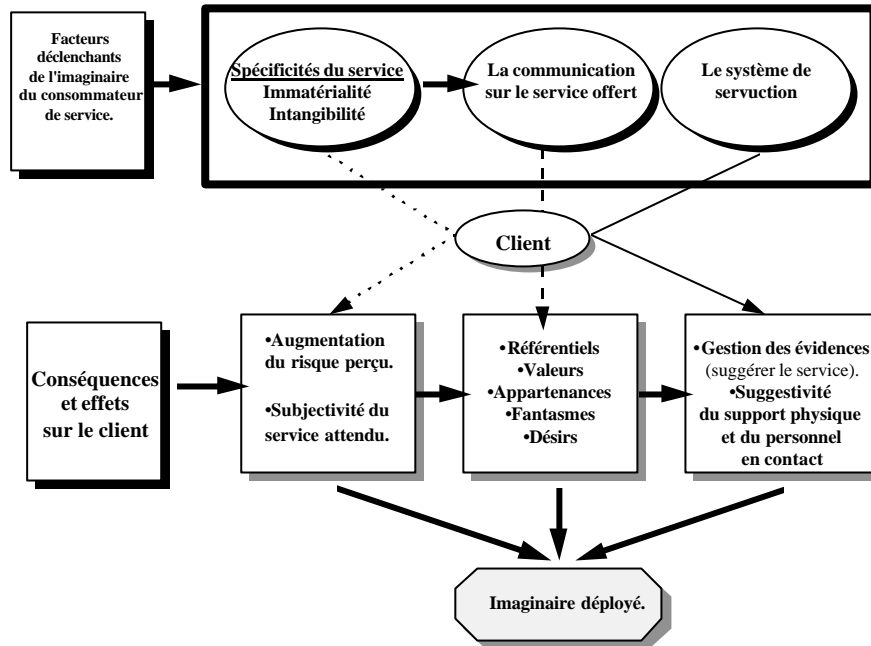 Facteurs
déclenchants
de l'imaginaire
du consommateur
de service.
Spécificités du service
Immatérialité
Intangibilité
La communication
sur le service offert
Le système de
servuction
Client
Conséquences
et effets
sur le client
•Augmentation
du risque perçu.
•Subjectivité du
service attendu.
•Référentiels
•Valeurs
•Appartenances
•Fantasmes
•Désirs
•Gestion des évidences
(suggérer le service).
•Suggestivité
du support physique
et du personnel
en contact
Imaginaire déployé.